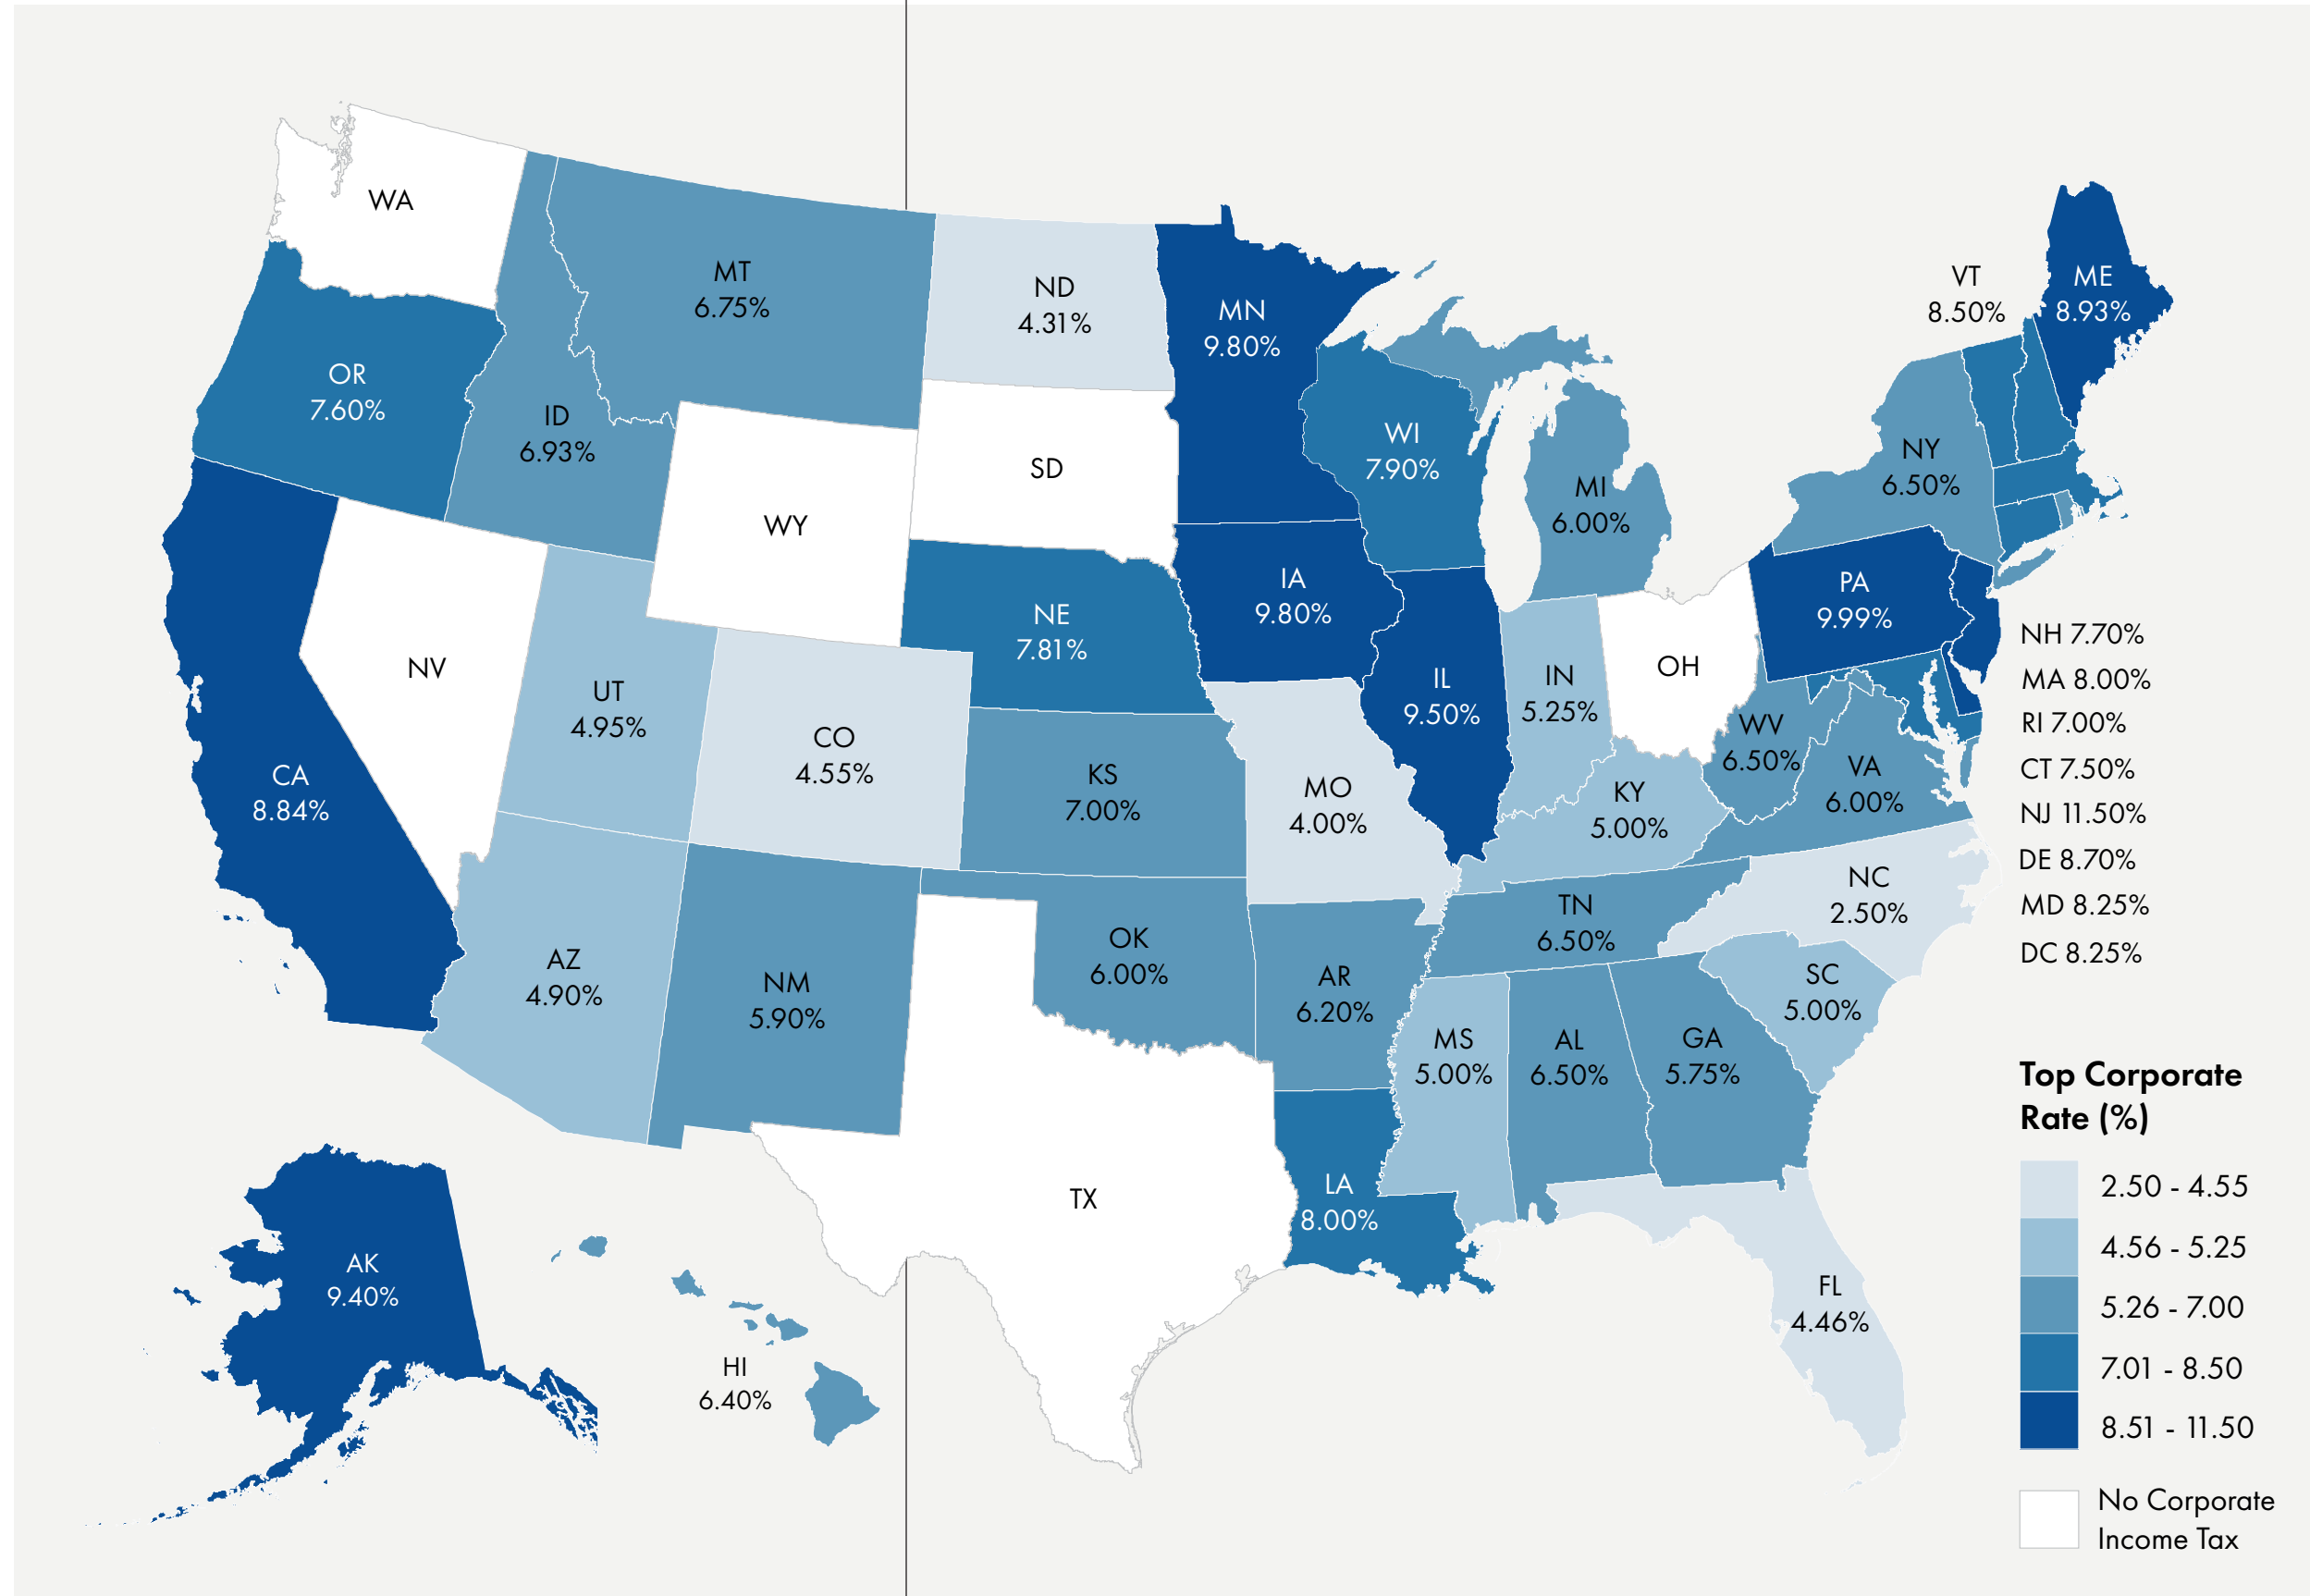 WA
MT
6.75%
ND
4.31%
MN
9.80%
VT
8.50%
ME
8.93%
OR
7.60%
ID
6.93%
SD
WI
7.90%
MI
6.00%
NY
6.50%
WY
NE
7.81%
IA
9.80%
PA
9.99%
NV
UT
4.95%
CO
4.55%
IL
9.50%
IN
5.25%
OH
CA
8.84%
KS
7.00%
MO
4.00%
KY
5.00%
WV
6.50%
VA
6.00%
NH 7.70%
MA 8.00%
RI 7.00%
CT 7.50%
NJ 11.50%
DE 8.70%
MD 8.25%
DC 8.25%
AZ
4.90%
NM
5.90%
OK
6.00%
AR
6.20%
TN
6.50%
NC
2.50%
SC
5.00%
MS
5.00%
AL
6.50%
GA
5.75%
TX
LA
8.00%
FL
4.46%
AK
9.40%
HI
6.40%
Top Corporate
Rate (%)
2.50 - 4.55
4.56 - 5.25
5.26 - 7.00
7.01 - 8.50
8.51 - 11.50
No Corporate
Income Tax